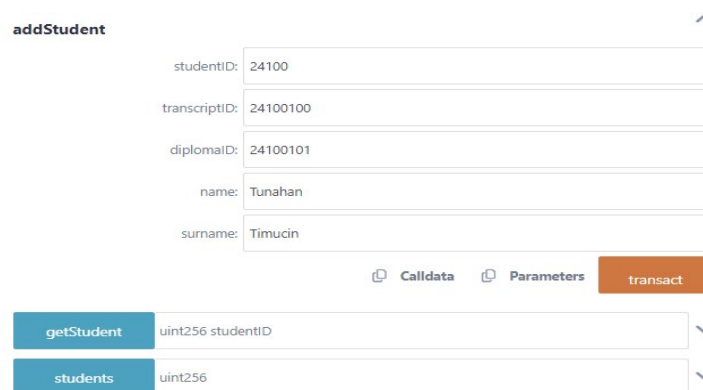 addStudent
studentID: 24100
transcriptID: 24100100
diplomaID: 24100101
name: Tunahan
surname: Timucin
Calldata Parameters transact
getStudent uint256 studentID
students uint256